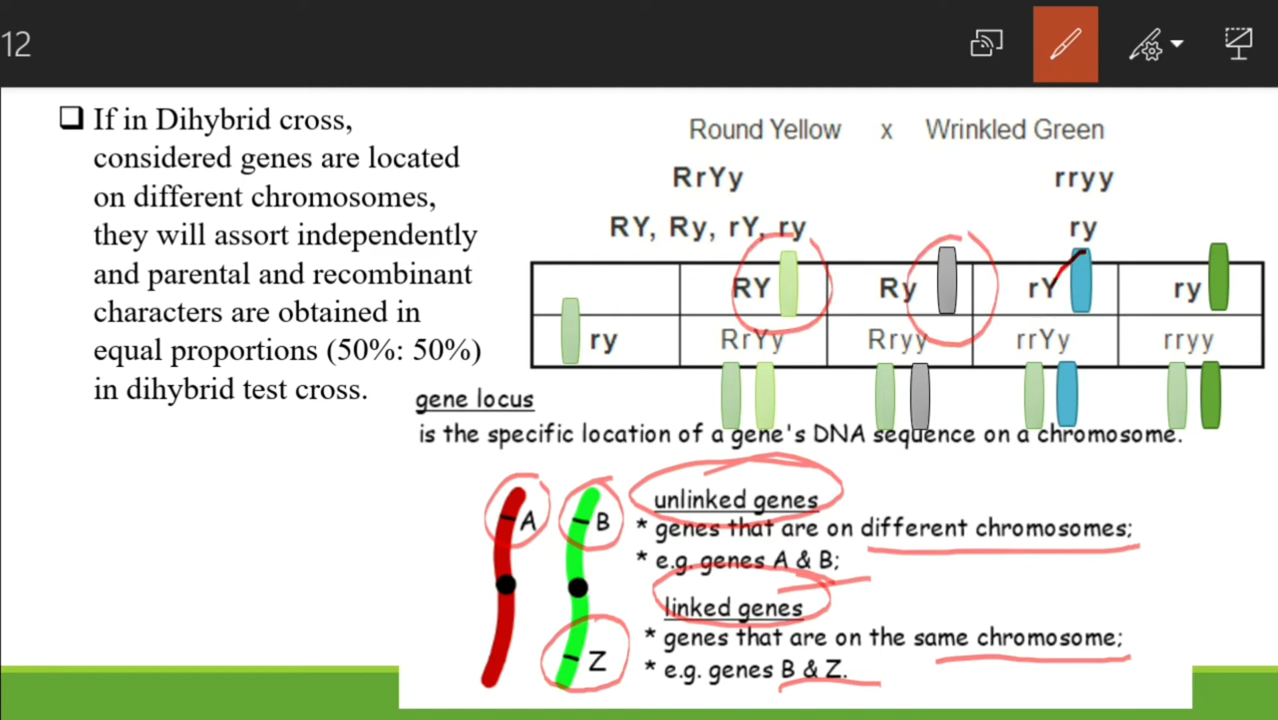 12
❑ If in Dihybrid cross,
considered genes are located
on different chromosomes,
they will assort independently
and parental and recombinant
characters are obtained in
equal proportions (50%: 50%)
in dihybrid test cross.
Round Yellow x Wrinkled Green
RrYy rryy
RY, Ry, rY, ry ry
RY Ry rY ry
ry RrYy Rryy rrYy rryy
gene locus
is the specific location of a gene's DNA sequence on a chromosome.
A B Z
unlinked genes
* genes that are on different chromosomes;
* e.g. genes A & B;
linked genes
* genes that are on the same chromosome;
* e.g. genes B & Z.